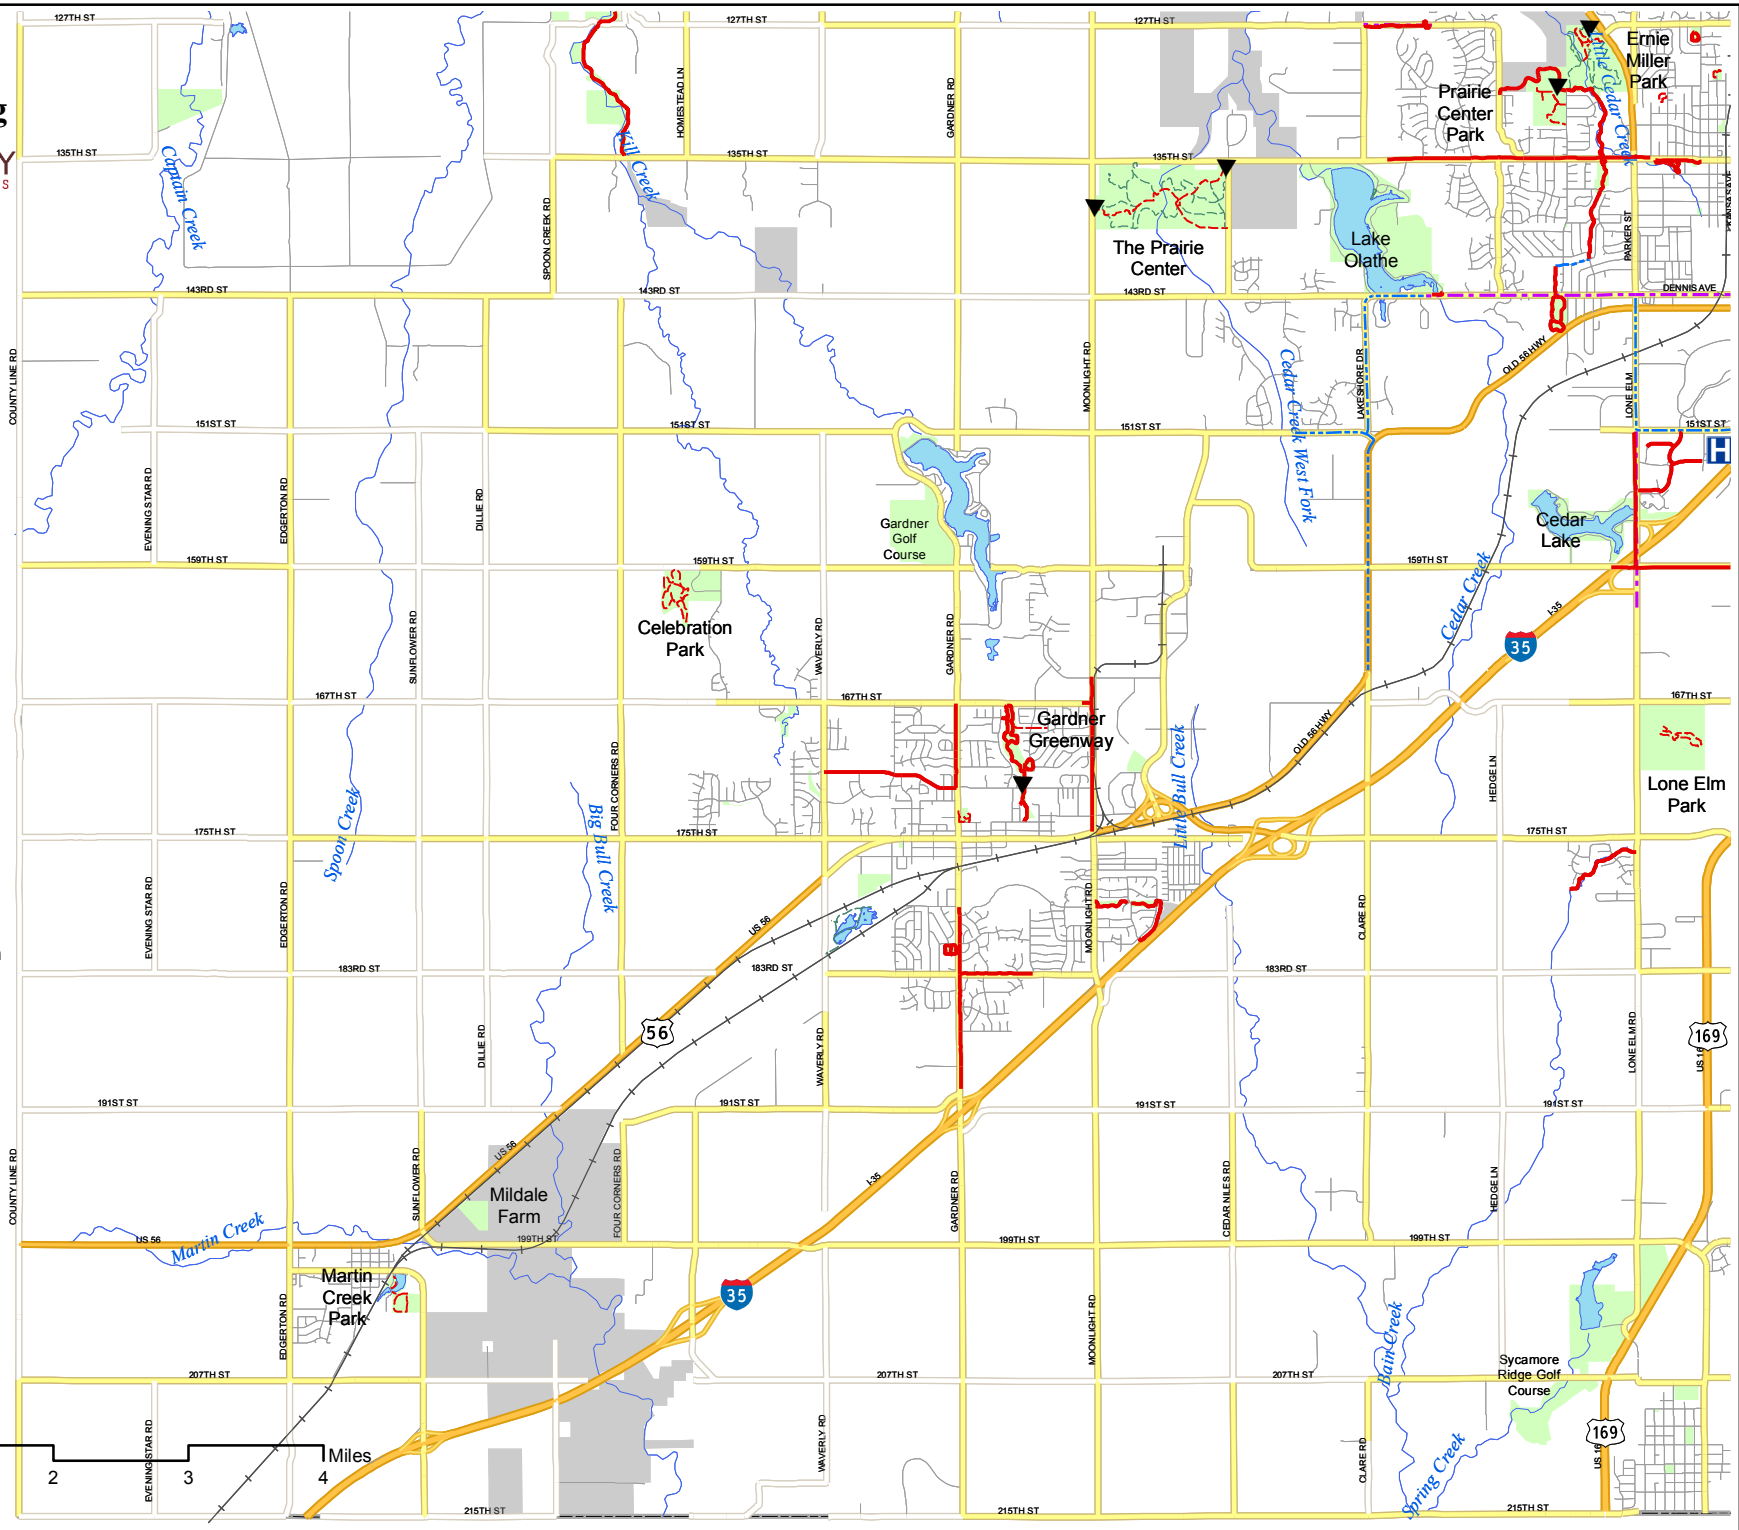 127TH ST
127TH ST
127TH ST
g
Y
S
Ernie
Miller
Park
Prairie
Center
Park
Little Cedar Creek
HOMESTEAD LN
GARDNER RD
Kill Creek
Captain Creek
135TH ST
135TH ST
135TH ST
SPOON CREEK RD
The Prairie
Center
Lake
Olathe
PARKER ST
KANSAS AVE
143RD ST
143RD ST
143RD ST
DENNIS AVE
COUNTY LINE RD
MOONLIGHT RD
Cedar Creek West Fork
LAKESHORE DR
OLD 56 HWY
LONE ELM
151ST ST
151ST ST
151ST ST
151ST ST
H
EVENING STAR RD
EDGERTON RD
DILLIE RD
Gardner
Golf
Course
Cedar
Lake
159TH ST
159TH ST
159TH ST
Cedar Creek
I-35
35
SUNFLOWER RD
Celebration
Park
WAVERLY RD
GARDNER RD
167TH ST
167TH ST
167TH ST
Gardner
Greenway
OLD 56 HWY
Little Bull Creek
Spoon Creek
Big Bull Creek
FOUR CORNERS RD
HEDGE LN
Lone Elm
Park
175TH ST
175TH ST
175TH ST
EVENING STAR RD
EDGERTON RD
US 56
MOONLIGHT RD
CLARE RD
183RD ST
183RD ST
183RD ST
56
169
US 16
DILLIE RD
WAVERLY RD
LONE ELM RD
191ST ST
191ST ST
191ST ST
US 56
COUNTY LINE RD
SUNFLOWER RD
FOUR CORNERS RD
Mildale
Farm
I-35
GARDNER RD
CEDAR NILES RD
HEDGE LN
US 56
Martin Creek
199TH ST
199TH ST
199TH ST
Martin
Creek
Park
EDGERTON RD
35
MOONLIGHT RD
Bain Creek
Sycamore
Ridge Golf
Course
207TH ST
207TH ST
207TH ST
EVENING STAR RD
WAVERLY RD
CLARE RD
Spring Creek
169
US 16
2
3
4
Miles
215TH ST
215TH ST
215TH ST